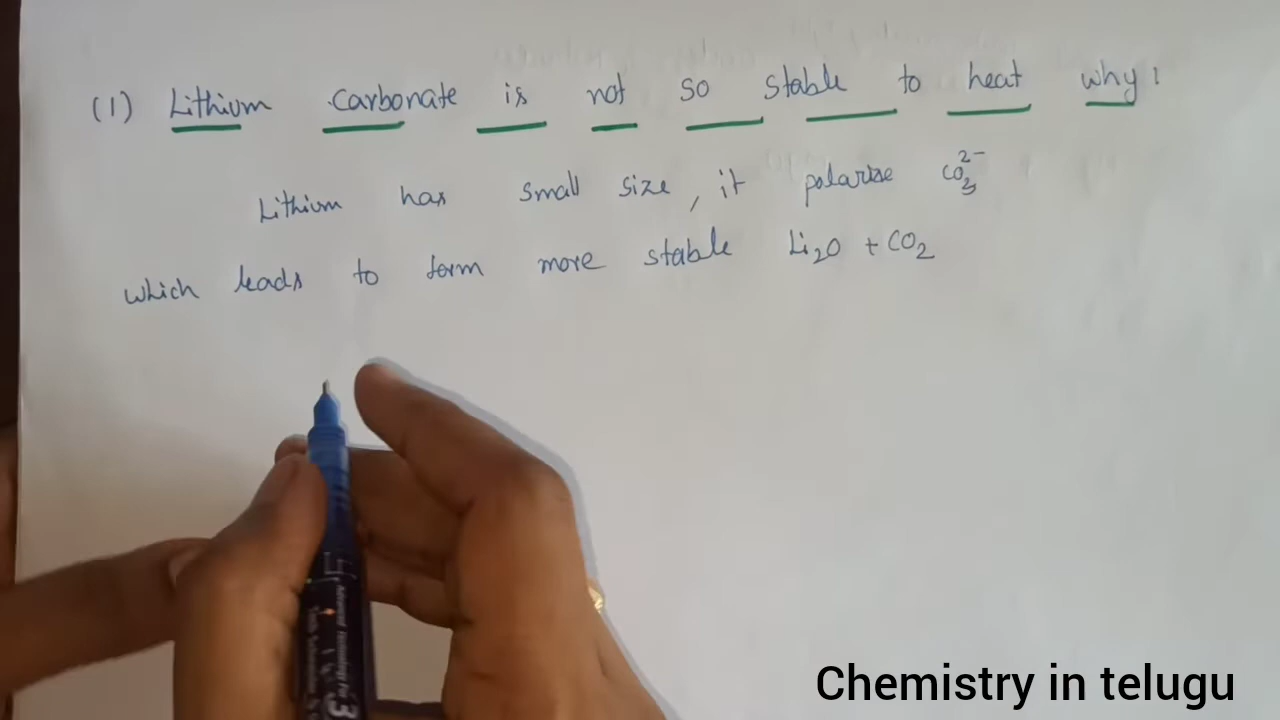 (1) Lithium carbonate is not so stable to heat why?
Lithium has small size, it polarise CO₃²⁻
which leads to form more stable Li₂O + CO₂
Chemistry in telugu